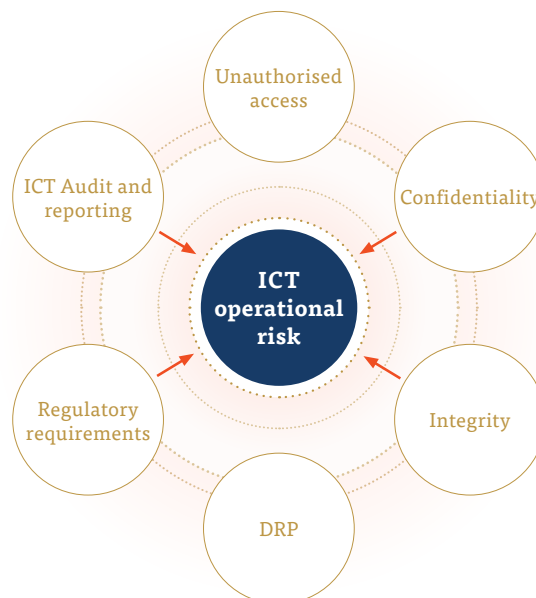 Unauthorised
access
ICT Audit and
reporting
Confidentiality
ICT
operational
risk
Regulatory
requirements
Integrity
DRP